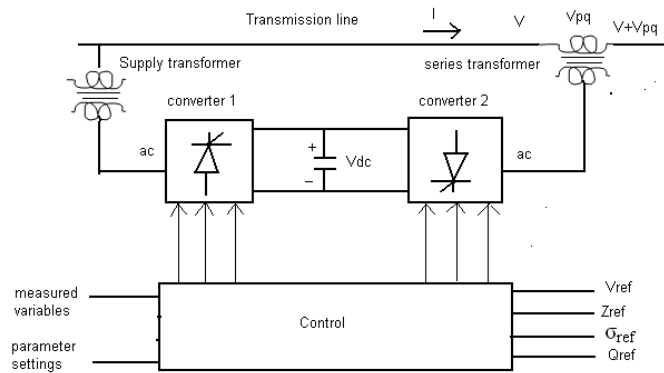 Transmission line
I
V
Vpq
V+Vpq
Supply transformer
series transformer
converter 1
converter 2
ac
+
Vdc
–
ac
measured
variables
parameter
settings
Control
Vref
Zref
σref
Qref